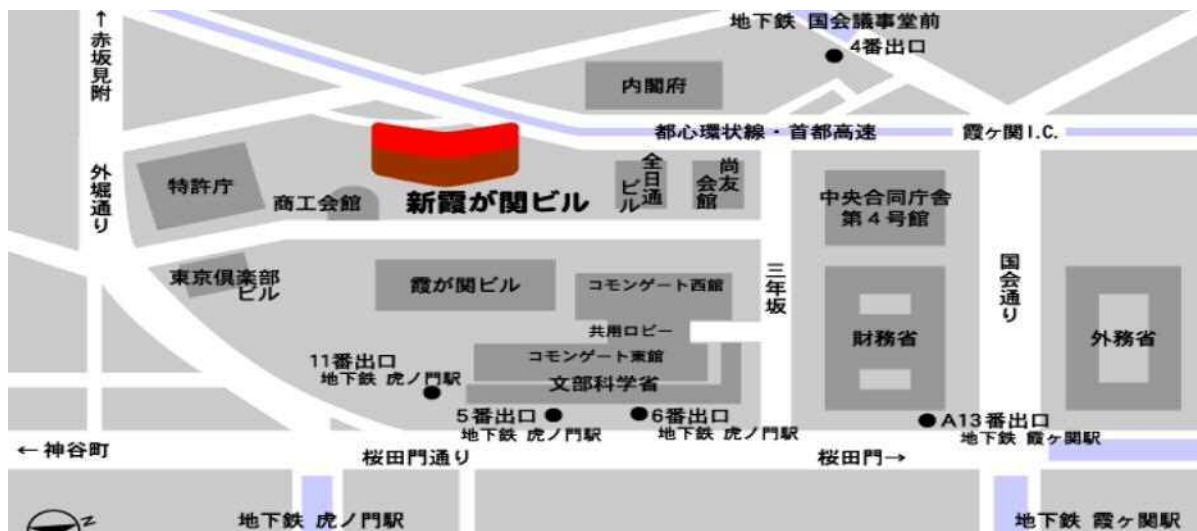 ↑赤坂見附
地下鉄 国会議事堂前
4番出口
内閣府
都心環状線・首都高速
霞ヶ関I.C.
外堀通り
特許庁
商工会館
新霞が関ビル
全日通
ビル
尚友
会館
中央合同庁舎
第4号館
東京倶楽部
ビル
霞が関ビル
コモンゲート西館
三年坂
国会通り
共用ロビー
財務省
外務省
コモンゲート東館
文部科学省
11番出口
地下鉄 虎ノ門駅
5番出口
地下鉄 虎ノ門駅
6番出口
地下鉄 虎ノ門駅
A13番出口
地下鉄 霞ヶ関駅
←神谷町
桜田門通り
桜田門→
N
地下鉄 虎ノ門駅
地下鉄 霞ヶ関駅